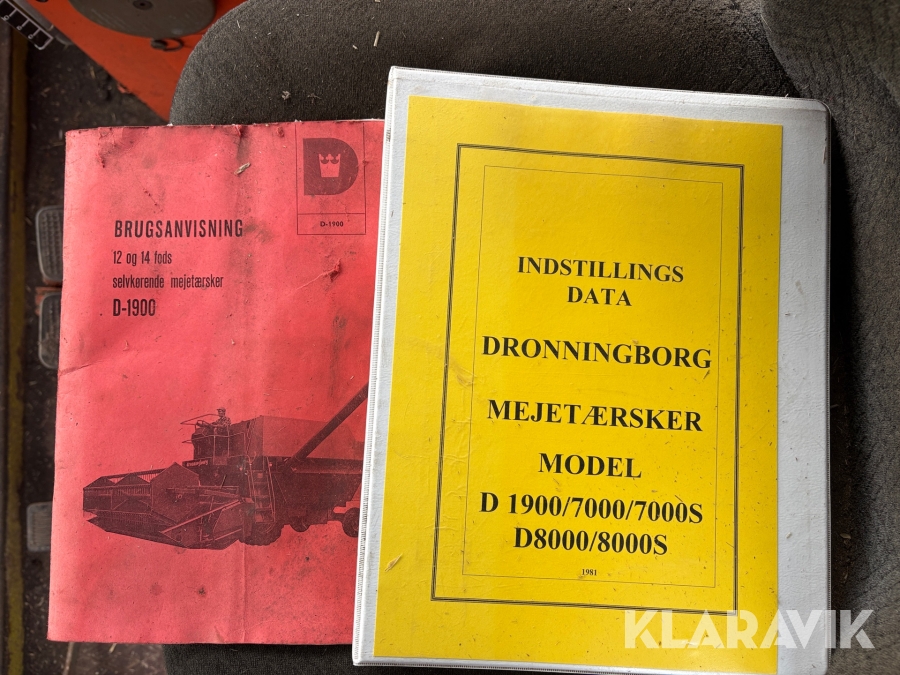 D
D-1900
BRUGSANVISNING
12 og 14 fods
selvkørende mejetærsker
D-1900
INDSTILLINGS
DATA
DRONNINGBORG
MEJETÆRSKER
MODEL
D 1900/7000/7000S
D8000/8000S
1981
KLARAVIK